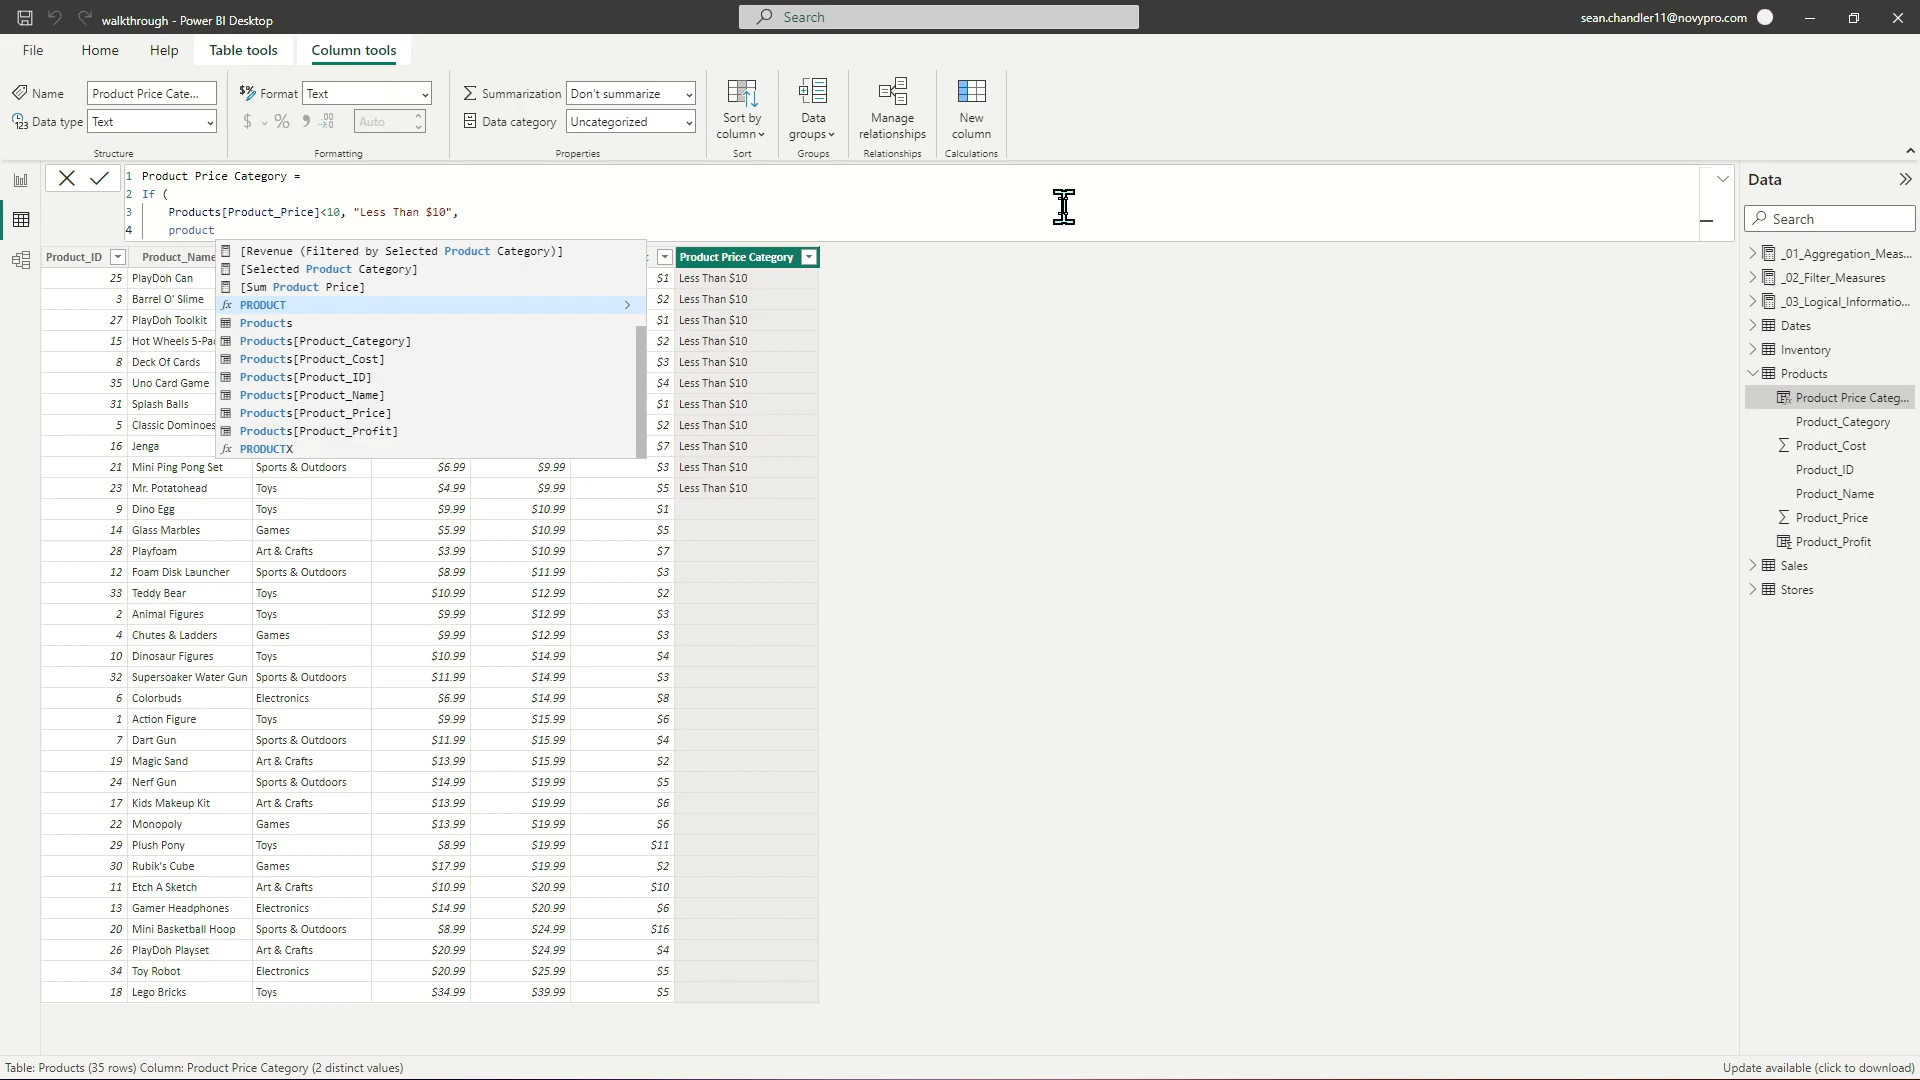 walkthrough - Power BI Desktop
Search
sean.chandler11@novypro.com
File
Home
Help
Table tools
Column tools
Name
Product Price Cate...
Data type
Text
Structure
Format
Text
$ % 9 .00
Auto
Formatting
Summarization
Don't summarize
Data category
Uncategorized
Properties
Sort by
column
Sort
Data
groups
Groups
Manage
relationships
Relationships
New
column
Calculations
1 Product Price Category =
2 If (
3 Products[Product_Price]<10, "Less Than $10",
4 product
[Revenue (Filtered by Selected Product Category)]
[Selected Product Category]
[Sum Product Price]
fx PRODUCT
Products
Products[Product_Category]
Products[Product_Cost]
Products[Product_ID]
Products[Product_Name]
Products[Product_Price]
Products[Product_Profit]
fx PRODUCTX
Product_ID Product_Name Product Price Category
25 PlayDoh Can $1 Less Than $10
3 Barrel O' Slime $2 Less Than $10
27 PlayDoh Toolkit $1 Less Than $10
15 Hot Wheels 5-Pa $2 Less Than $10
8 Deck Of Cards $3 Less Than $10
35 Uno Card Game $4 Less Than $10
31 Splash Balls $1 Less Than $10
5 Classic Dominoes $2 Less Than $10
16 Jenga $7 Less Than $10
21 Mini Ping Pong Set Sports & Outdoors $6.99 $9.99 $3 Less Than $10
23 Mr. Potatohead Toys $4.99 $9.99 $5 Less Than $10
9 Dino Egg Toys $9.99 $10.99 $1
14 Glass Marbles Games $5.99 $10.99 $5
28 Playfoam Art & Crafts $3.99 $10.99 $7
12 Foam Disk Launcher Sports & Outdoors $8.99 $11.99 $3
33 Teddy Bear Toys $10.99 $12.99 $2
2 Animal Figures Toys $9.99 $12.99 $3
4 Chutes & Ladders Games $9.99 $12.99 $3
10 Dinosaur Figures Toys $10.99 $14.99 $4
32 Supersoaker Water Gun Sports & Outdoors $11.99 $14.99 $3
6 Colorbuds Electronics $6.99 $14.99 $8
1 Action Figure Toys $9.99 $15.99 $6
7 Dart Gun Sports & Outdoors $11.99 $15.99 $4
19 Magic Sand Art & Crafts $13.99 $15.99 $2
24 Nerf Gun Sports & Outdoors $14.99 $19.99 $5
17 Kids Makeup Kit Art & Crafts $13.99 $19.99 $6
22 Monopoly Games $13.99 $19.99 $6
29 Plush Pony Toys $8.99 $19.99 $11
30 Rubik's Cube Games $17.99 $19.99 $2
11 Etch A Sketch Art & Crafts $10.99 $20.99 $10
13 Gamer Headphones Electronics $14.99 $20.99 $6
20 Mini Basketball Hoop Sports & Outdoors $8.99 $24.99 $16
26 PlayDoh Playset Art & Crafts $20.99 $24.99 $4
34 Toy Robot Electronics $20.99 $25.99 $5
18 Lego Bricks Toys $34.99 $39.99 $5
Data
Search
_01_Aggregation_Meas...
_02_Filter_Measures
_03_Logical_Informatio...
Dates
Inventory
Products
Product Price Categ...
Product_Category
Product_Cost
Product_ID
Product_Name
Product_Price
Product_Profit
Sales
Stores
Table: Products (35 rows) Column: Product Price Category (2 distinct values)
Update available (click to download)